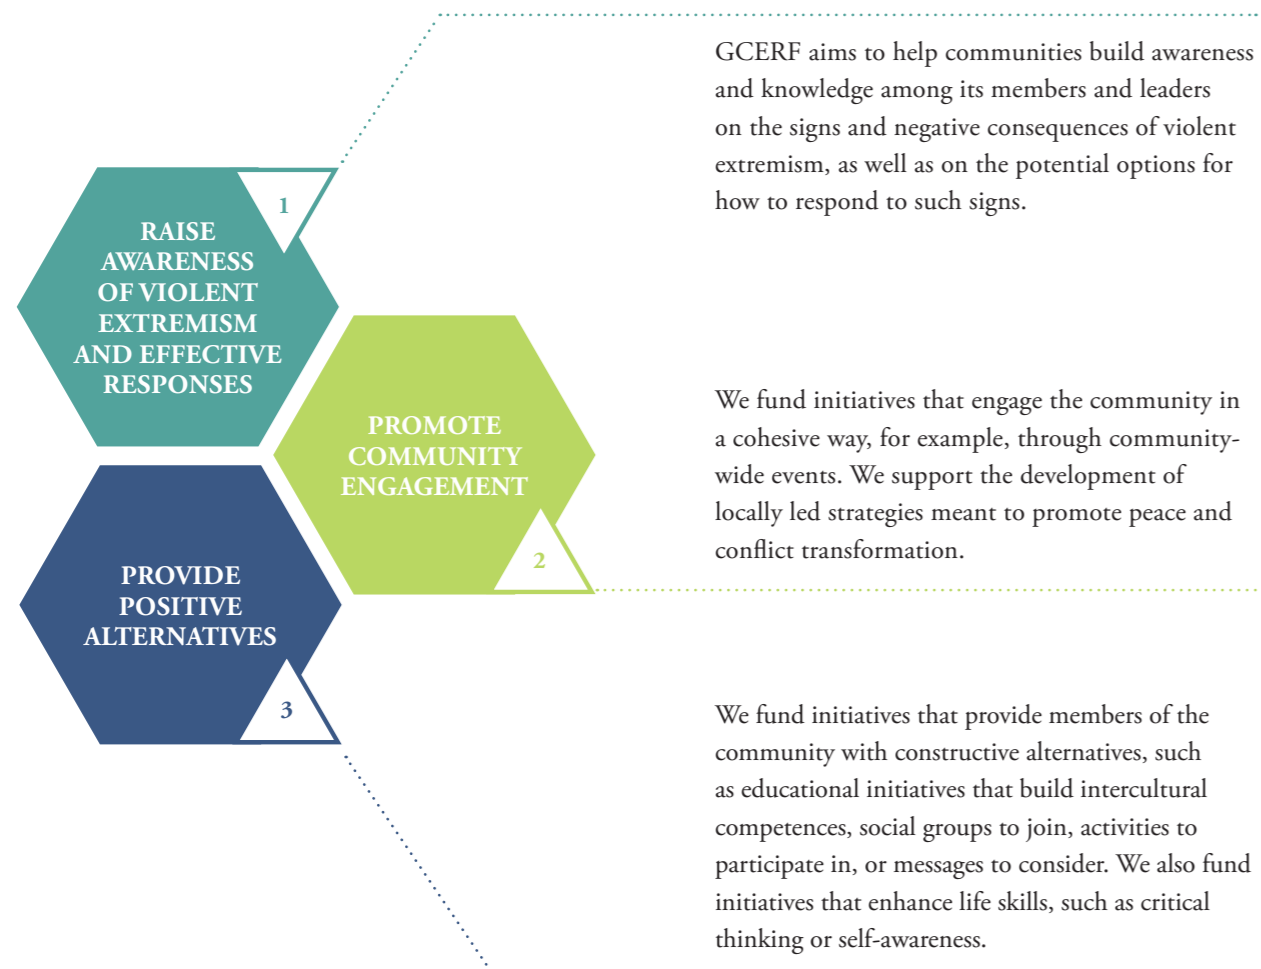 GCERF aims to help communities build awareness
and knowledge among its members and leaders
on the signs and negative consequences of violent
extremism, as well as on the potential options for
how to respond to such signs.
1
RAISE
AWARENESS
OF VIOLENT
EXTREMISM
AND EFFECTIVE
RESPONSES
We fund initiatives that engage the community in
a cohesive way, for example, through community-
wide events. We support the development of
locally led strategies meant to promote peace and
conflict transformation.
PROMOTE
COMMUNITY
ENGAGEMENT
2
PROVIDE
POSITIVE
ALTERNATIVES
3
We fund initiatives that provide members of the
community with constructive alternatives, such
as educational initiatives that build intercultural
competences, social groups to join, activities to
participate in, or messages to consider. We also fund
initiatives that enhance life skills, such as critical
thinking or self-awareness.